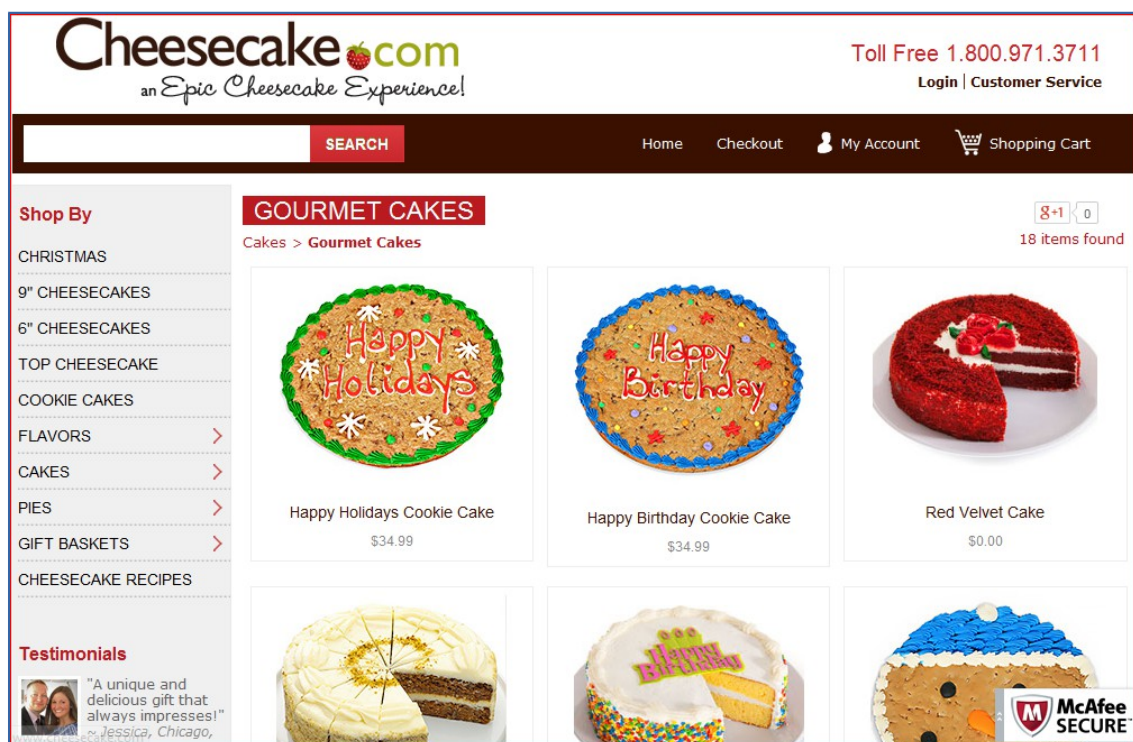 Cheesecake.com
an Epic Cheesecake Experience!
Toll Free 1.800.971.3711
Login | Customer Service
SEARCH
Home Checkout My Account Shopping Cart
Shop By
CHRISTMAS
9" CHEESECAKES
6" CHEESECAKES
TOP CHEESECAKE
COOKIE CAKES
FLAVORS
CAKES
PIES
GIFT BASKETS
CHEESECAKE RECIPES
Testimonials
"A unique and
delicious gift that
always impresses!"
~ Jessica, Chicago,
www.cheesecake.com
GOURMET CAKES
g+1 0
Cakes > Gourmet Cakes
18 items found
Happy
Holidays
Happy
Birthday
Happy Holidays Cookie Cake
$34.99
Happy Birthday Cookie Cake
$34.99
Red Velvet Cake
$0.00
Happy
Birthday
McAfee
SECURE